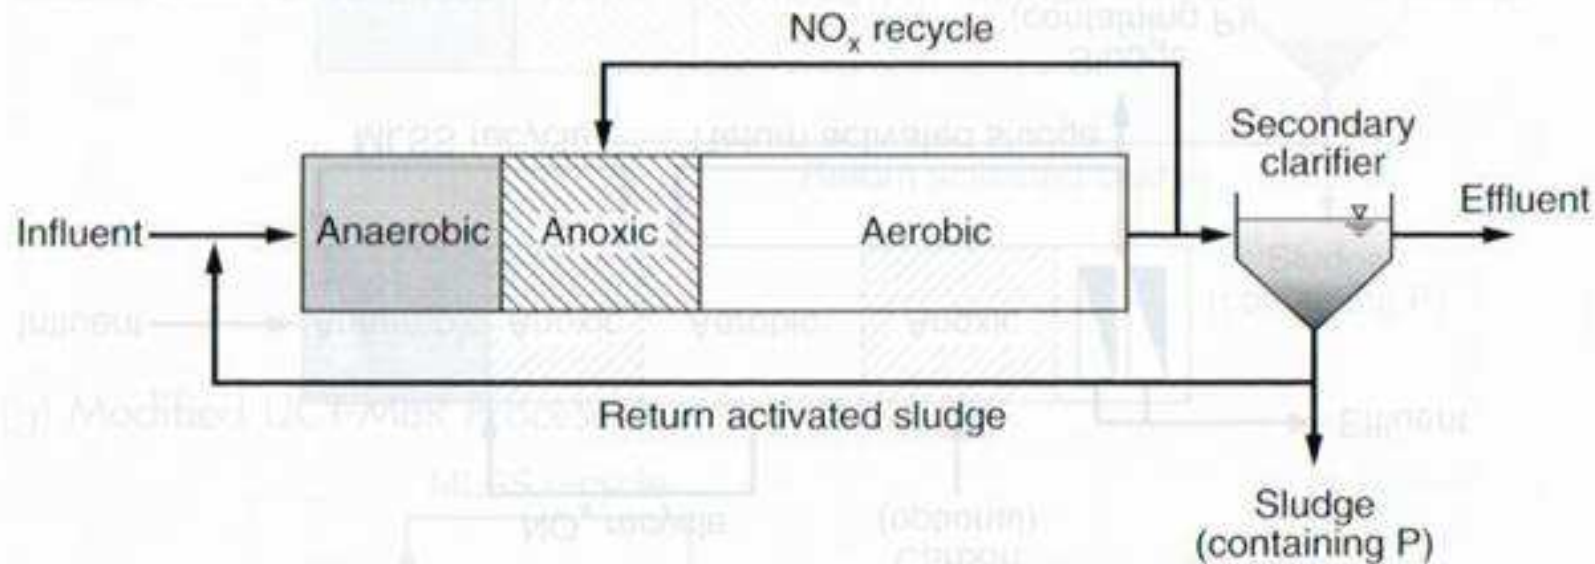 NOₓ recycle
Secondary
clarifier
Influent
Anaerobic
Anoxic
Aerobic
Effluent
Return activated sludge
Sludge
(containing P)